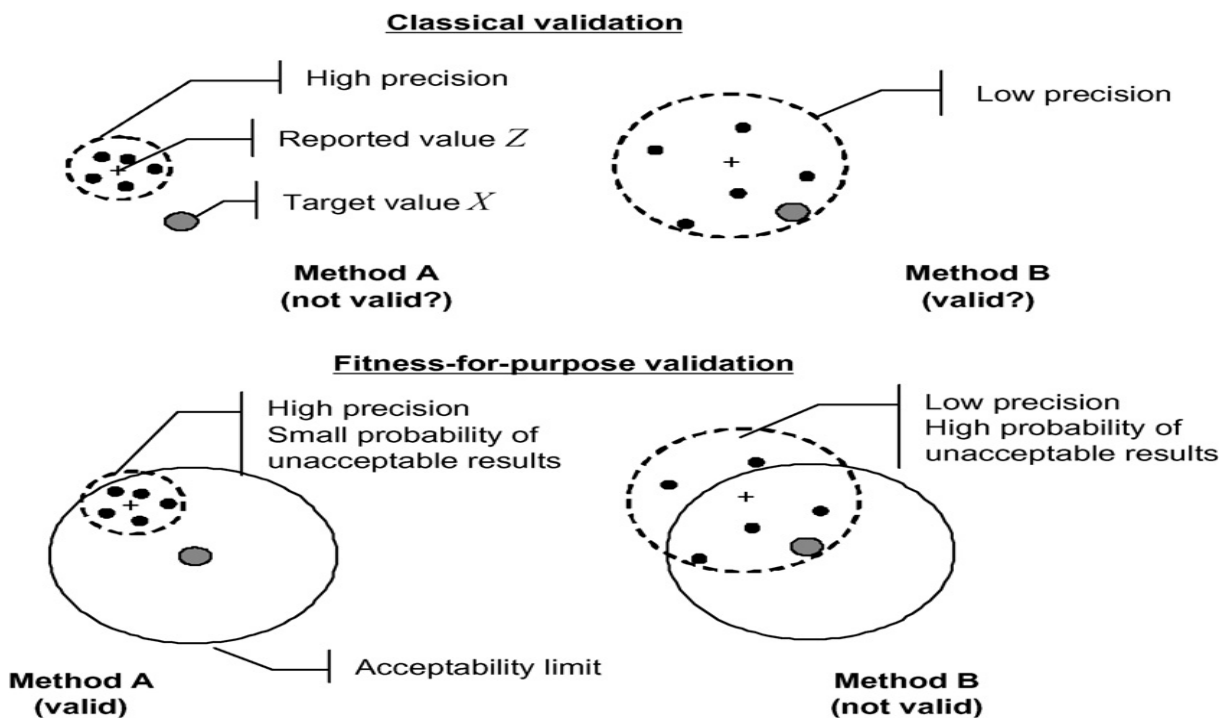 Classical validation
High precision
Low precision
Reported value Z
Target value X
Method A
(not valid?)
Method B
(valid?)
Fitness-for-purpose validation
High precision
Small probability of
unacceptable results
Low precision
High probability of
unacceptable results
Acceptability limit
Method A
(valid)
Method B
(not valid)